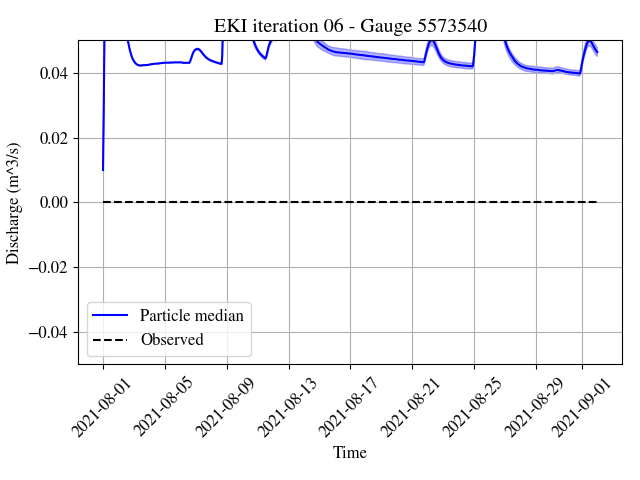 EKI iteration 06 - Gauge 5573540
Discharge (m^3/s)
0.04
0.02
0.00
−0.02
−0.04
Particle median
Observed
2021-08-01
2021-08-05
2021-08-09
2021-08-13
2021-08-17
2021-08-21
2021-08-25
2021-08-29
2021-09-01
Time